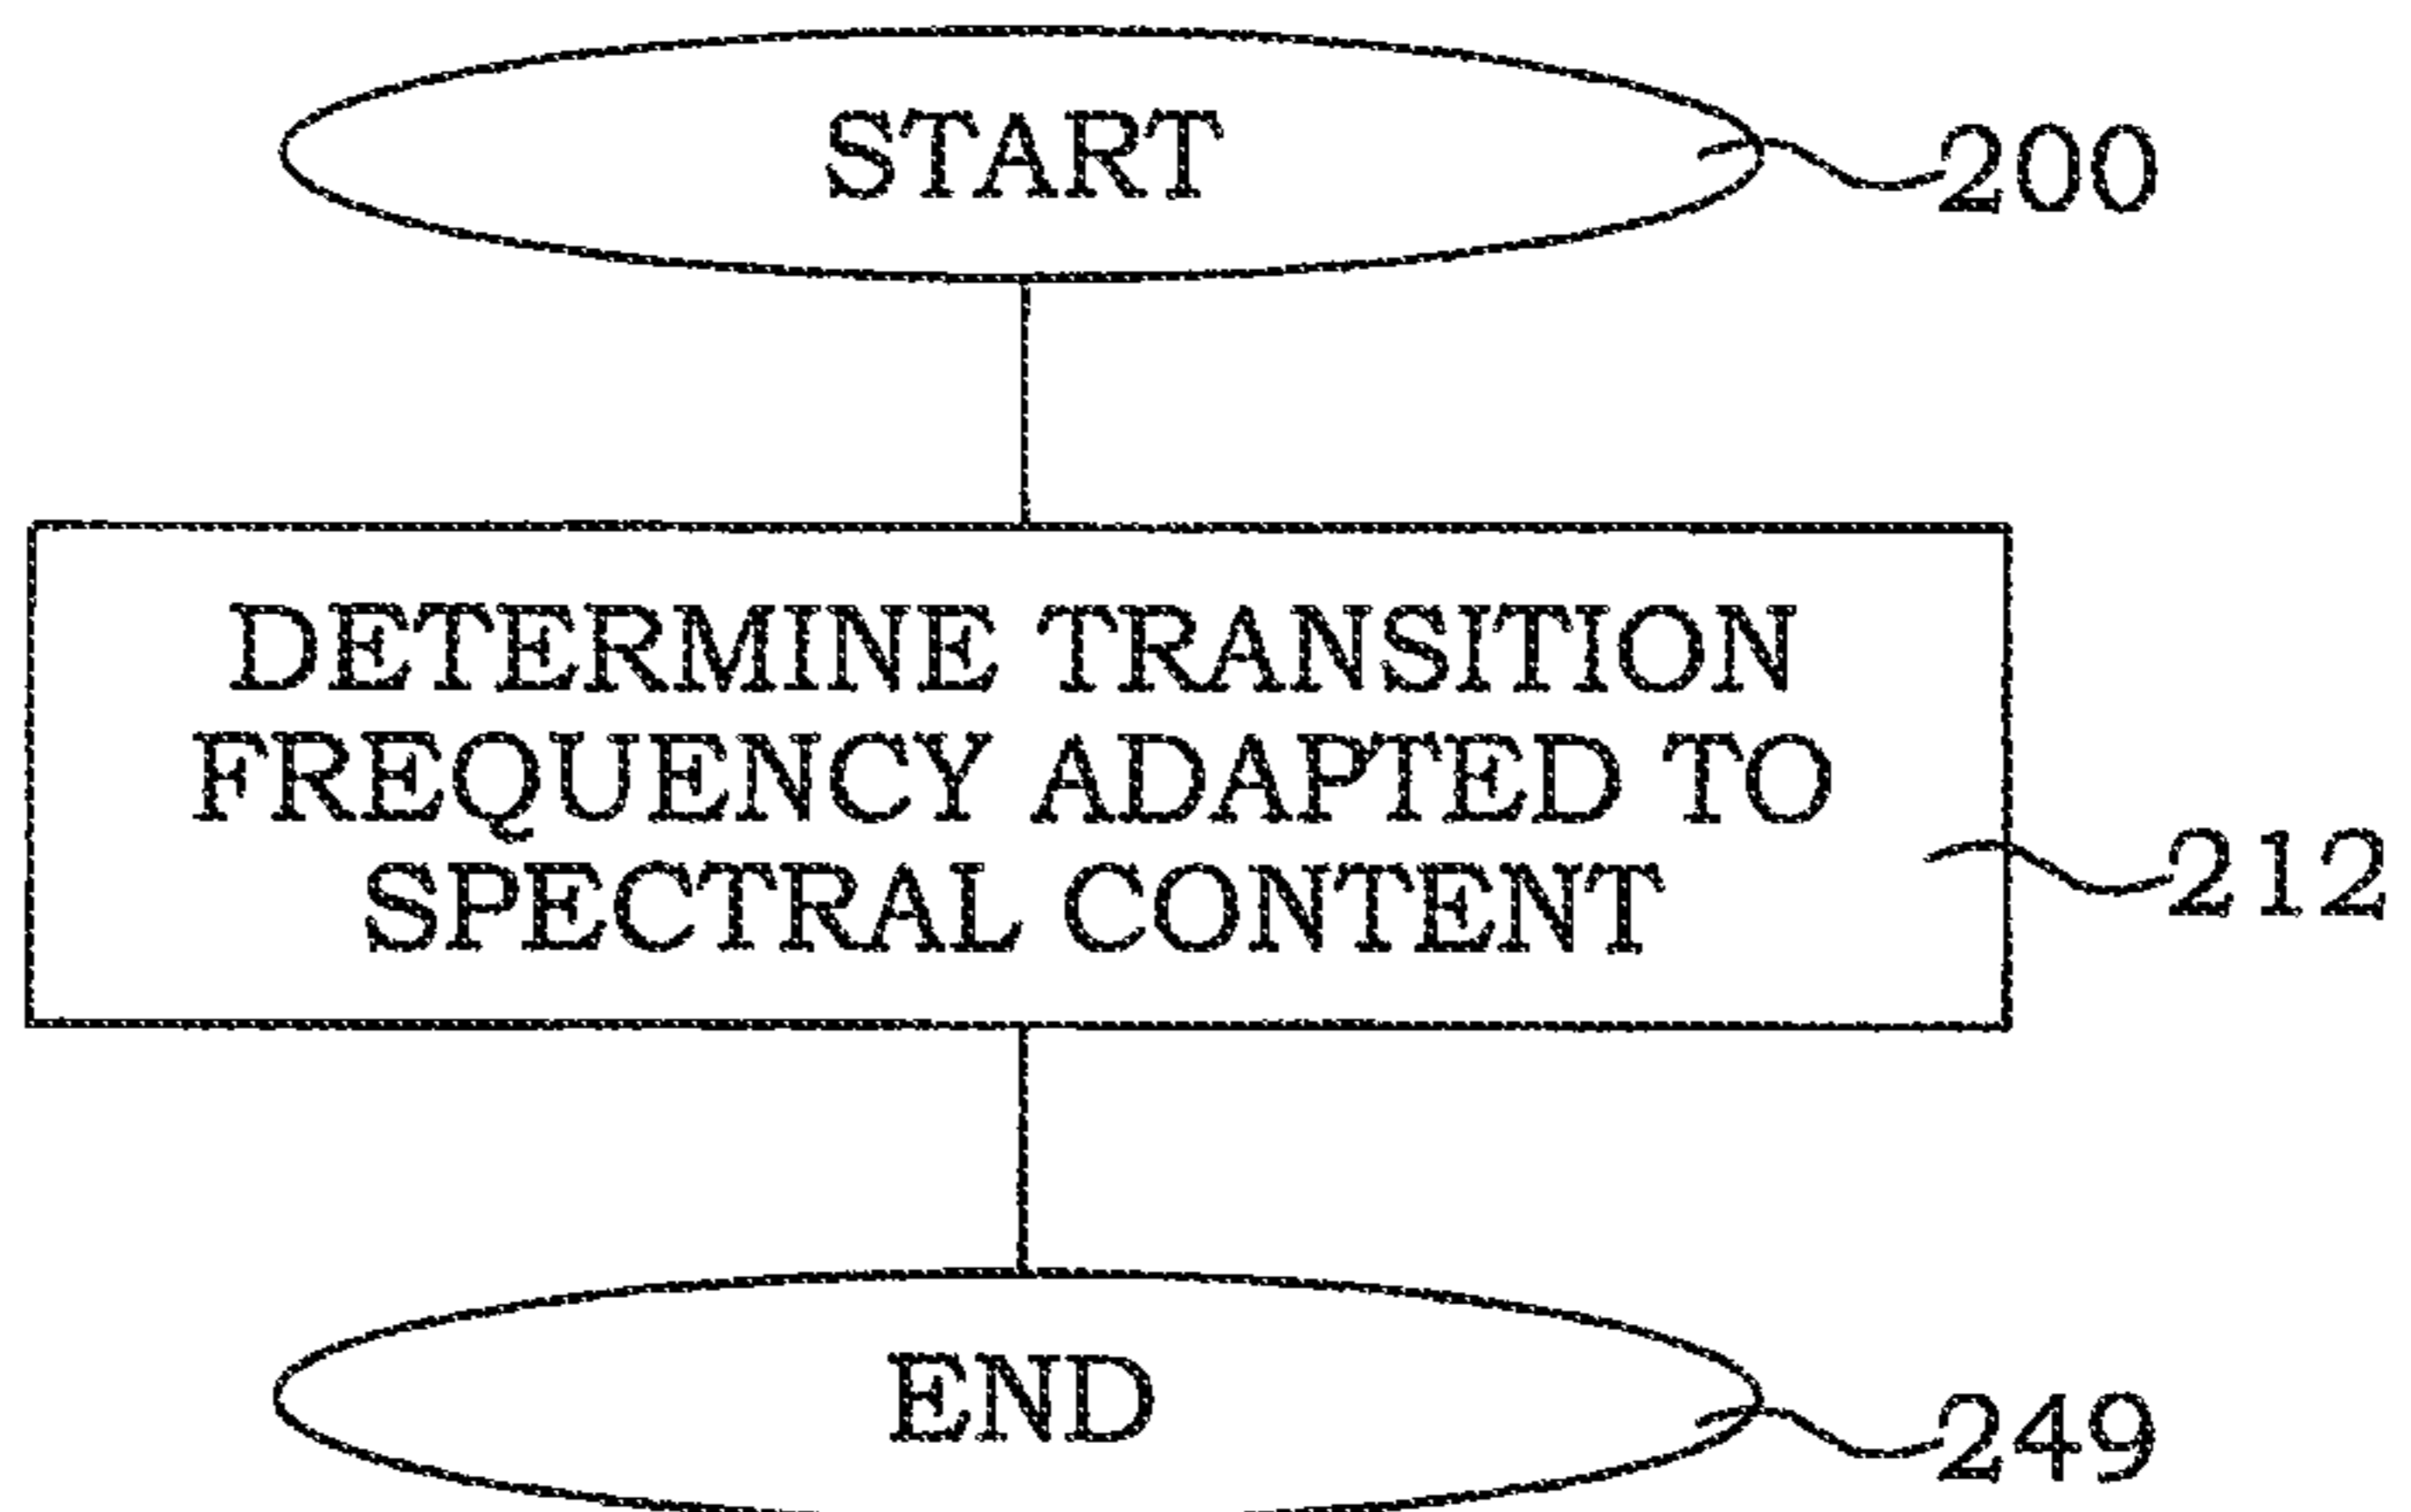 START
200
DETERMINE TRANSITION
FREQUENCY ADAPTED TO
SPECTRAL CONTENT
212
END
249